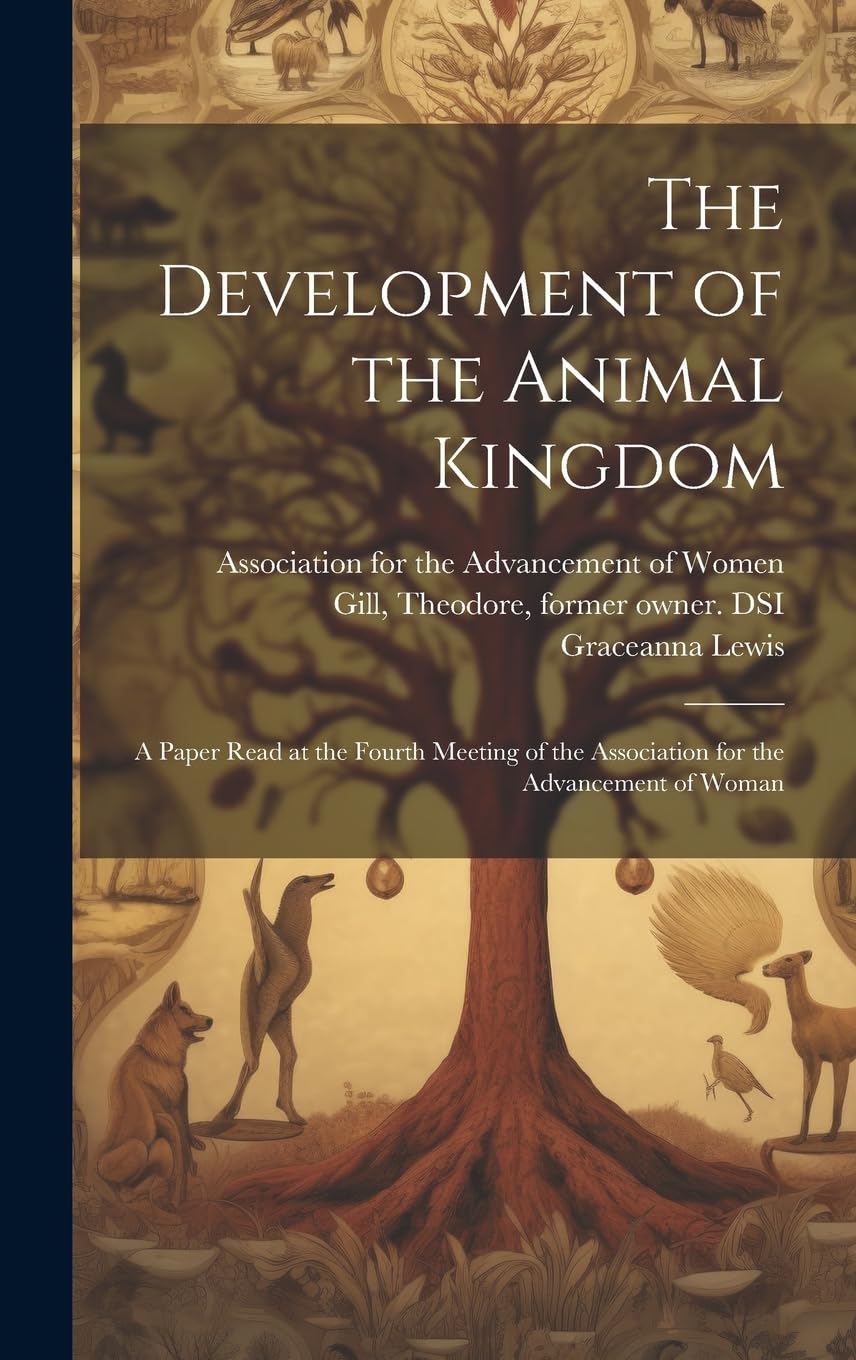 The
Development of
the Animal
Kingdom
Association for the Advancement of Women
Gill, Theodore, former owner. DSI
Graceanna Lewis
A Paper Read at the Fourth Meeting of the Association for the
Advancement of Woman